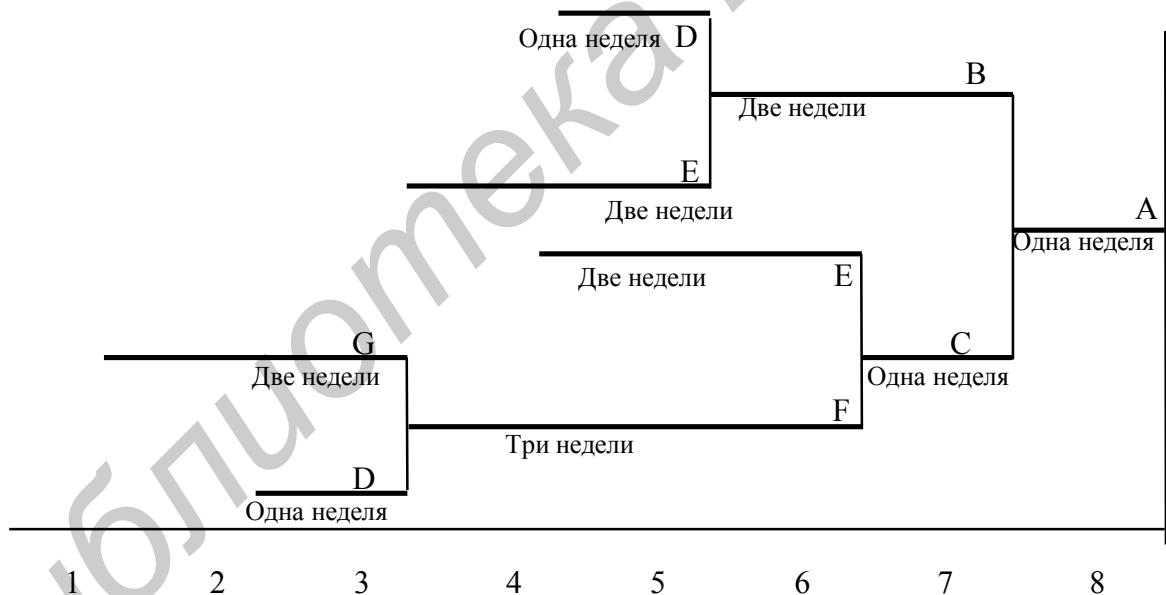 Одна неделя D
B
Две недели
E
Две недели
A
Одна неделя
E
Две недели
G
Две недели
C
Одна неделя
F
Три недели
D
Одна неделя
1 2 3 4 5 6 7 8